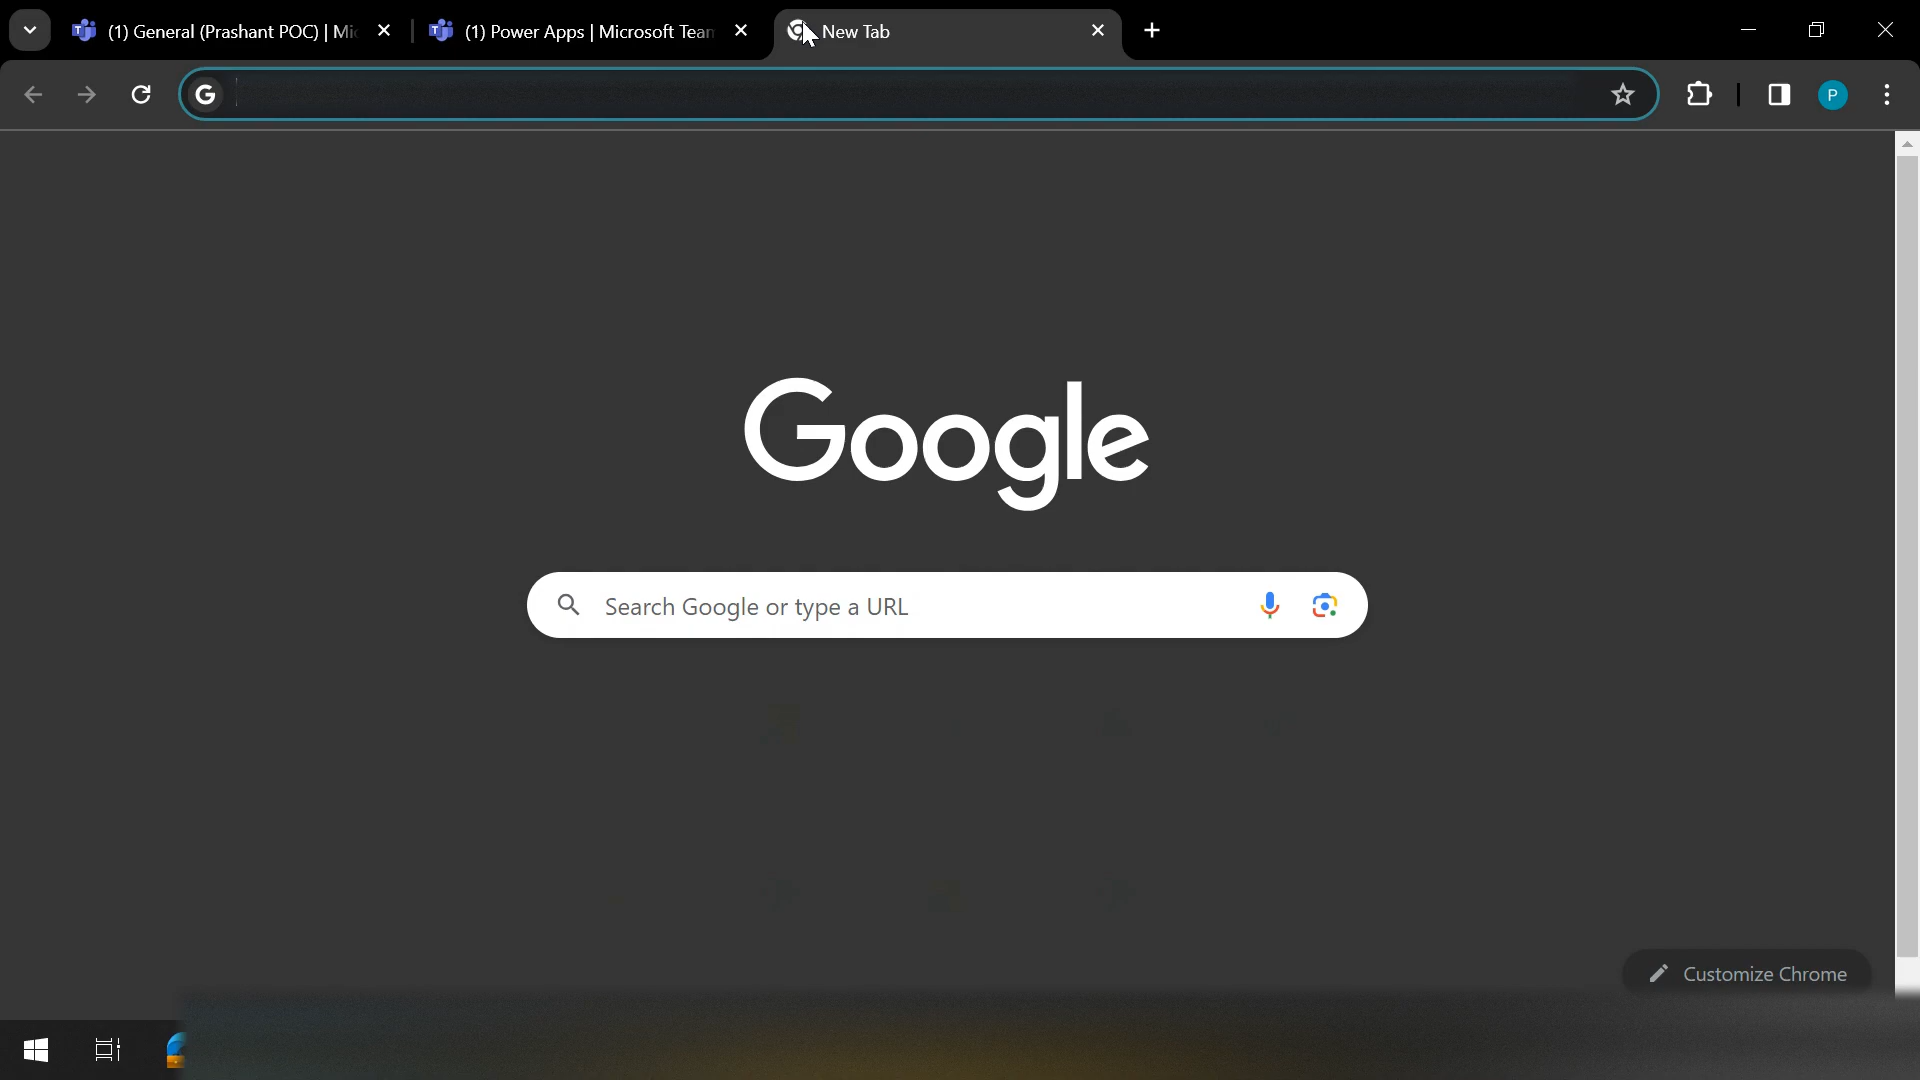 (1) General (Prashant POC) | Mi
(1) Power Apps | Microsoft Tean
New Tab
G
P
Google
Search Google or type a URL
Customize Chrome